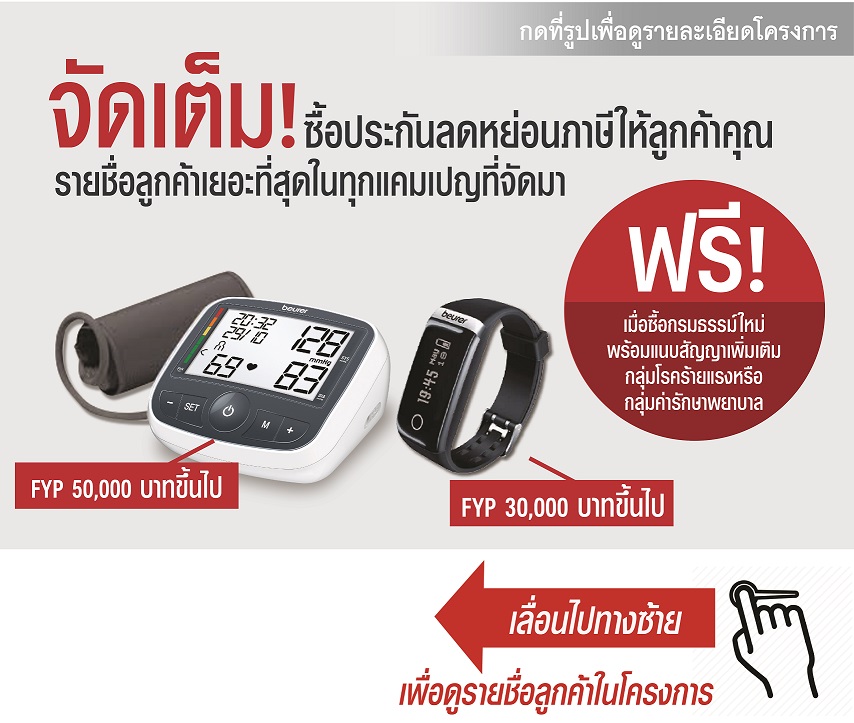 กดที่รูปเพื่อดูรายละเอียดโครงการ
จัดเต็ม! ซื้อประกันลดหย่อนภาษีให้ลูกค้าคุณ
รายชื่อลูกค้าเยอะที่สุดในทุกแคมเปญที่จัดมา
ฟรี!
เมื่อซื้อกรมธรรม์ใหม่
พร้อมแนบสัญญาเพิ่มเติม
กลุ่มโรคร้ายแรงหรือ
กลุ่มค่ารักษาพยาบาล
beurer
20:32
29/10
128
SYS
mmHg
69
83
SET
M
beurer
19:45
May
FYP 50,000 บาทขึ้นไป
FYP 30,000 บาทขึ้นไป
เลื่อนไปทางซ้าย
เพื่อดูรายชื่อลูกค้าในโครงการ